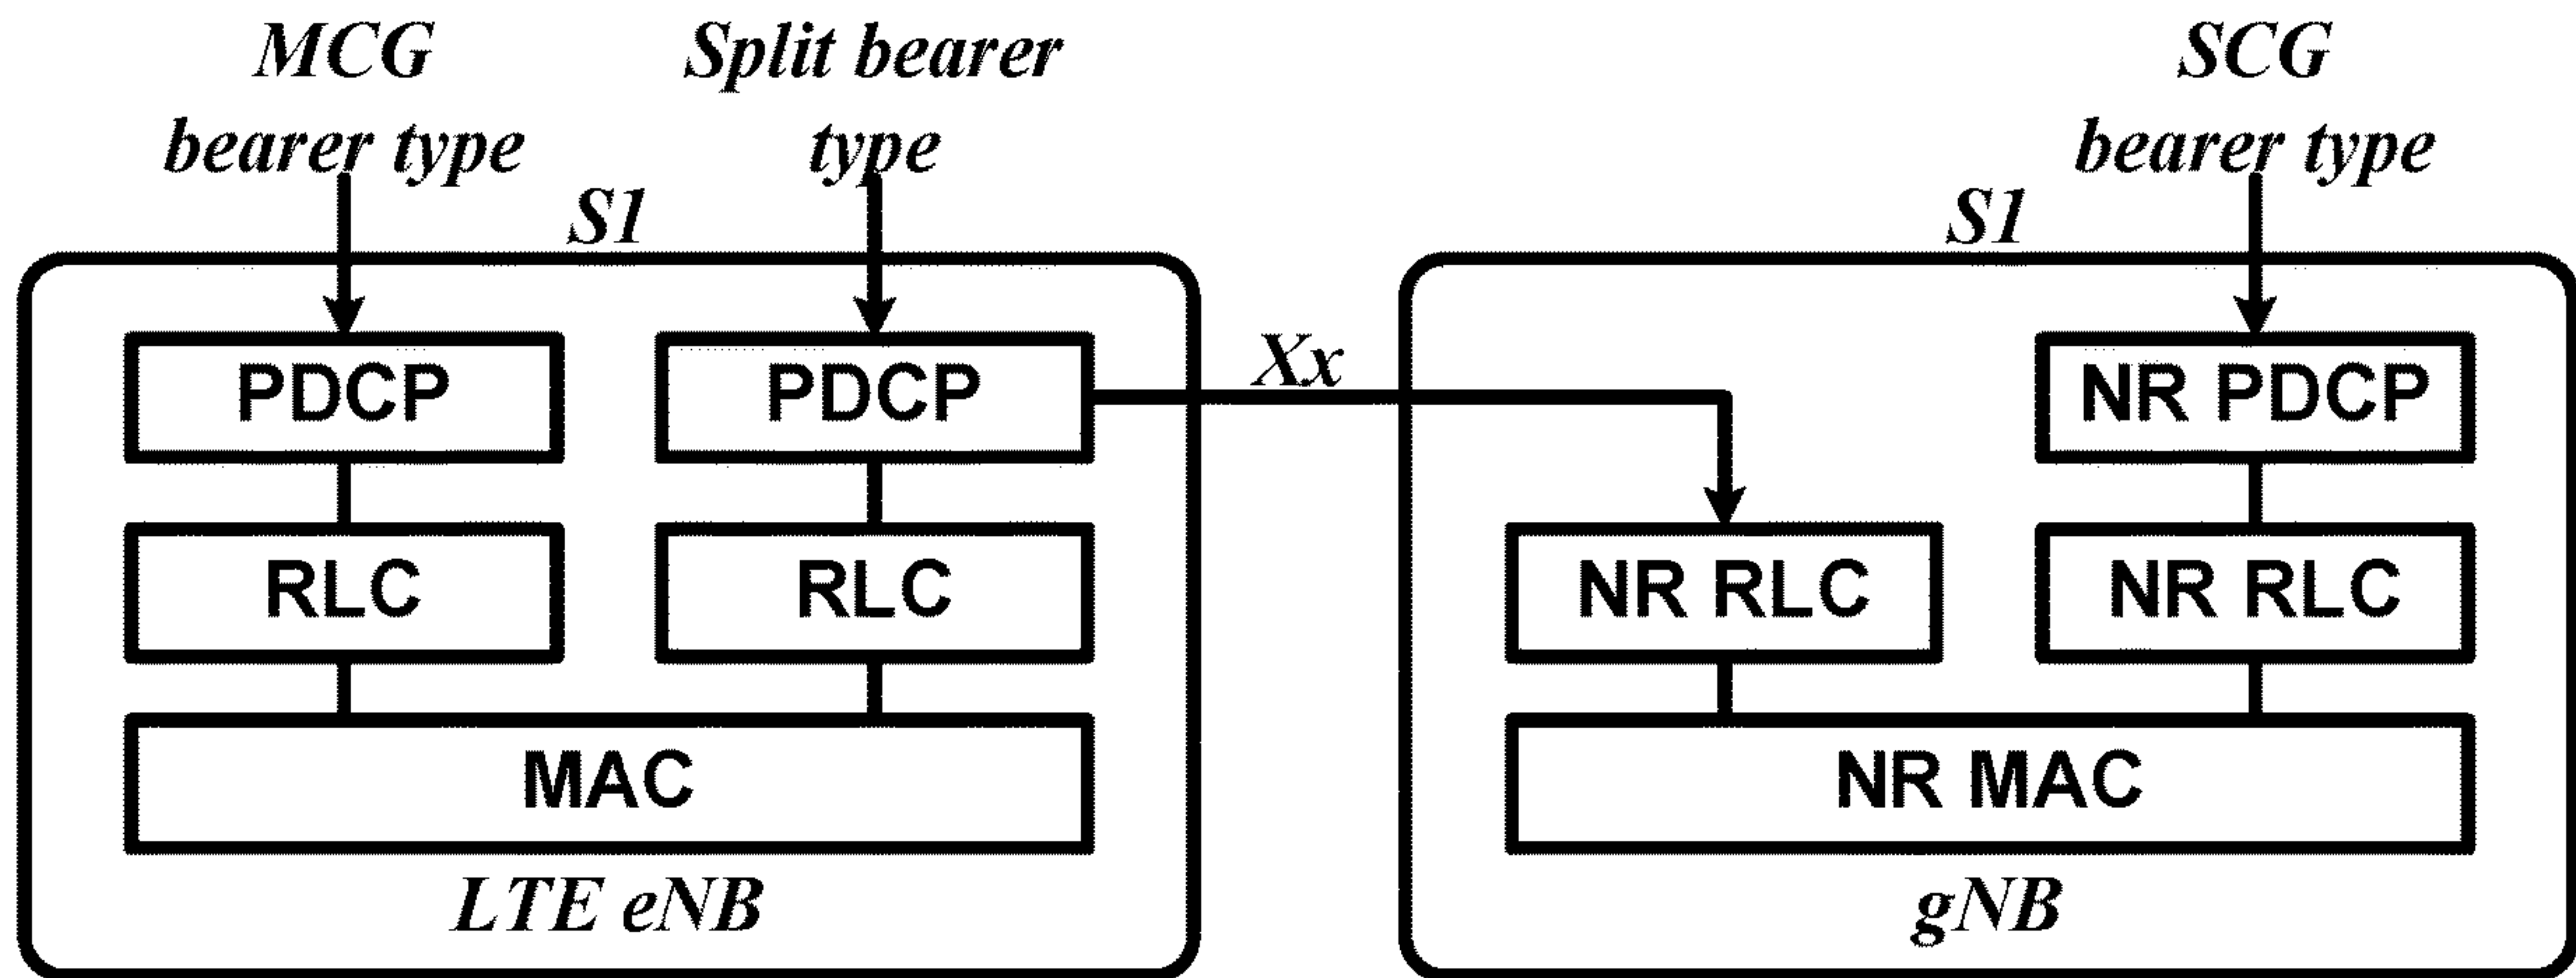 MCG
bearer type
Split bearer
type
SCG
bearer type
S1
S1
PDCP
PDCP
Xx
NR PDCP
RLC
RLC
NR RLC
NR RLC
MAC
NR MAC
LTE eNB
gNB